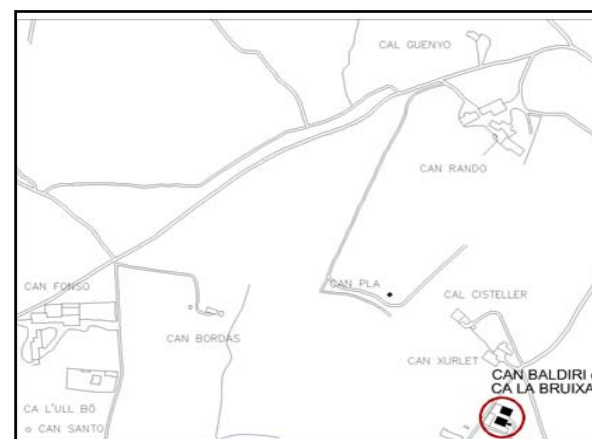 CAL GUENYO
CAN RANDO
CAN PLA
CAN FONSO
CAL CISTELLER
CAN BORDAS
CAN XURLET
CAN BALDIRI
CA LA BRUIXA
CA L'ULL BÓ
o CAN SANTO